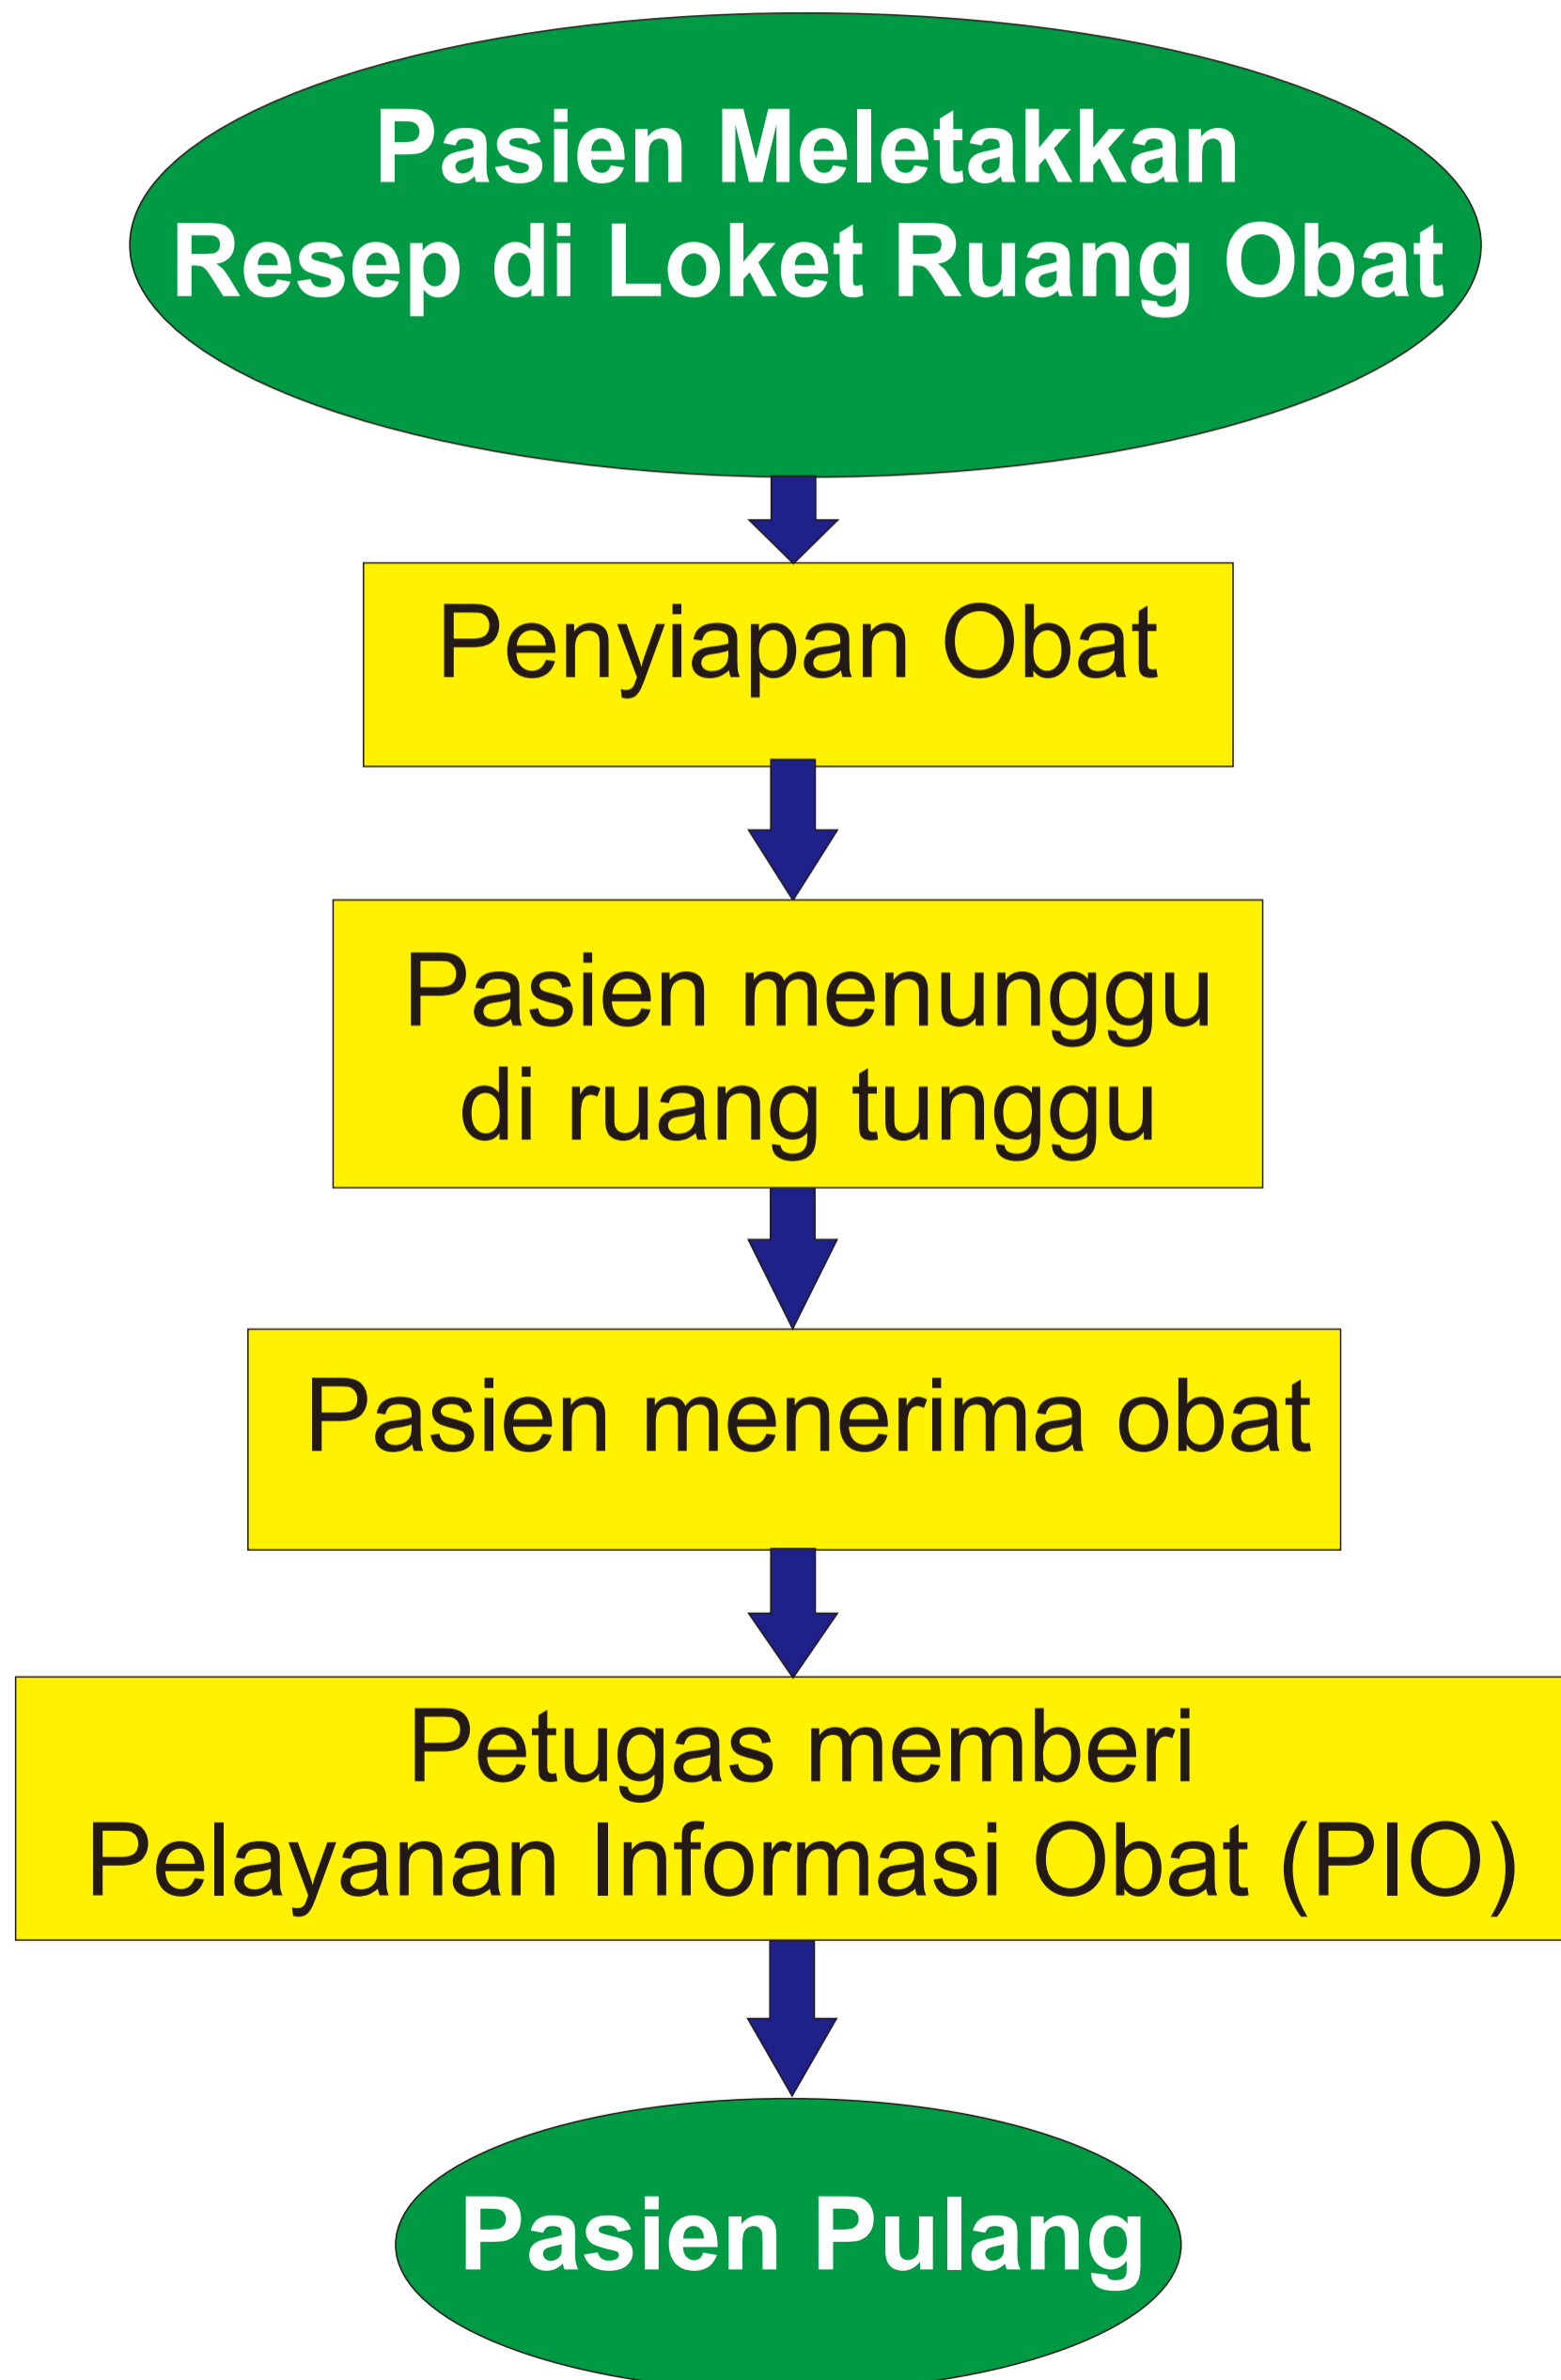 Pasien Meletakkan
Resep di Loket Ruang Obat
Penyiapan Obat
Pasien menunggu
di ruang tunggu
Pasien menerima obat
Petugas memberi
Pelayanan Informasi Obat (PIO)
Pasien Pulang